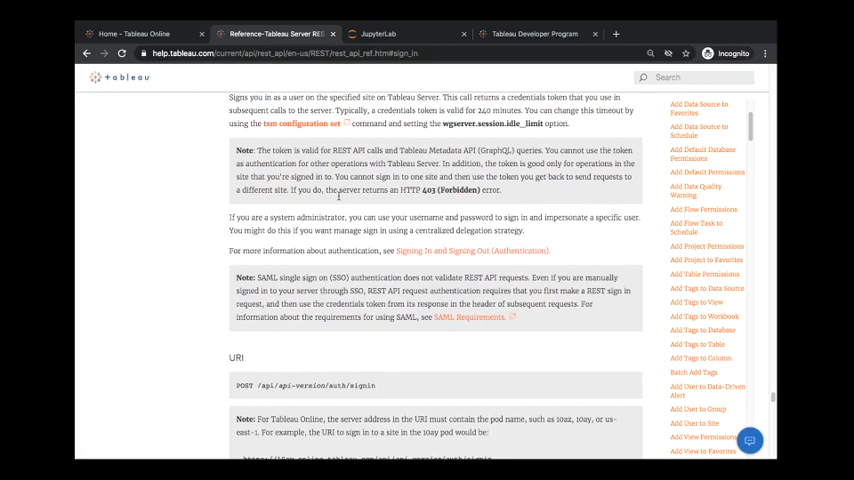 Home - Tableau Online
Reference-Tableau Server RES
JupyterLab
Tableau Developer Program
help.tableau.com/current/api/rest_api/en-us/REST/rest_api_ref.htm#sign_in
Incognito
+ableau
Search
Signs you in as a user on the specified site on Tableau Server. This call returns a credentials token that you use in
subsequent calls to the server. Typically, a credentials token is valid for 240 minutes. You can change this timeout by
using the tsm configuration set command and setting the wgserver.session.idle_limit option.
Note: The token is valid for REST API calls and Tableau Metadata API (GraphQL) queries. You cannot use the token
as authentication for other operations with Tableau Server. In addition, the token is good only for operations in
the site that you're signed in to. You cannot sign in to one site and then use the token you get back to send requests to
a different site. If you do, the server returns an HTTP 403 (Forbidden) error.
If you are a system administrator, you can use your username and password to sign in and impersonate a specific user.
You might do this if you want manage sign in using a centralized delegation strategy.
For more information about authentication, see Signing In and Signing Out (Authentication).
Note: SAML single sign on (SSO) authentication does not validate REST API requests. Even if you are manually
signed in to your server through SSO, REST API request authentication requires that you first make a REST sign in
request, and then use the credentials token from its response in the header of subsequent requests. For
information about the requirements for using SAML, see SAML Requirements.
URI
POST /api/api-version/auth/signin
Note: For Tableau Online, the server address in the URI must contain the pod name, such as 10az, 10ay, or us-
east-1. For example, the URI to sign in to a site in the 10ay pod would be:
https://10ay.online.tableau.com/api/api-version/auth/signin
Add Data Source to
Favorites
Add Data Source to
Schedule
Add Default Database
Permissions
Add Default Permissions
Add Data Quality
Warning
Add Flow Permissions
Add Flow Task to
Schedule
Add Project Permissions
Add Project to Favorites
Add Table Permissions
Add Tags to Data Source
Add Tags to View
Add Tags to Workbook
Add Tags to Database
Add Tags to Table
Add Tags to Column
Batch Add Tags
Add User to Data-Driven
Alert
Add User to Group
Add User to Site
Add View Permissions
Add View to Favorites